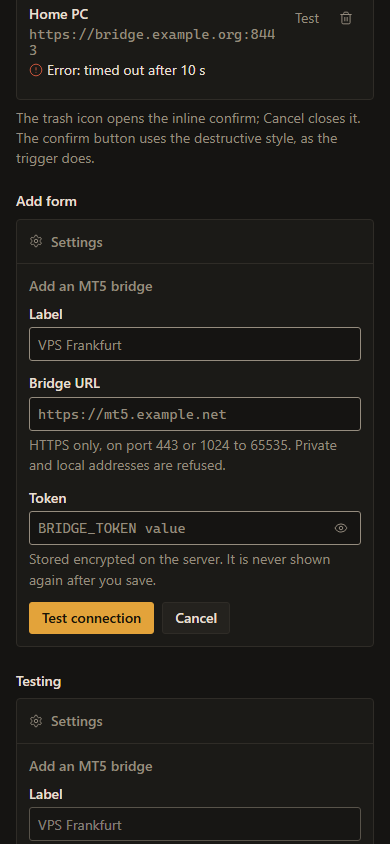 Home PC
Test
https://bridge.example.org:844
3
Error: timed out after 10 s
The trash icon opens the inline confirm; Cancel closes it.
The confirm button uses the destructive style, as the
trigger does.
Add form
Settings
Add an MT5 bridge
Label
VPS Frankfurt
Bridge URL
https://mt5.example.net
HTTPS only, on port 443 or 1024 to 65535. Private
and local addresses are refused.
Token
BRIDGE_TOKEN value
Stored encrypted on the server. It is never shown
again after you save.
Test connection
Cancel
Testing
Settings
Add an MT5 bridge
Label
VPS Frankfurt